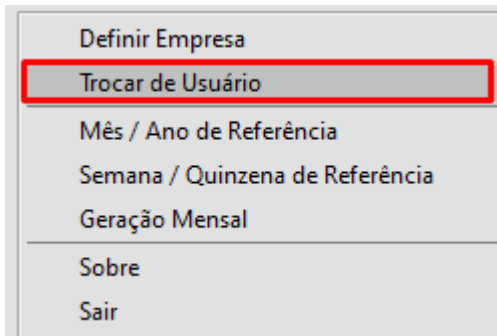 Definir Empresa
Trocar de Usuário
Mês / Ano de Referência
Semana / Quinzena de Referência
Geração Mensal
Sobre
Sair